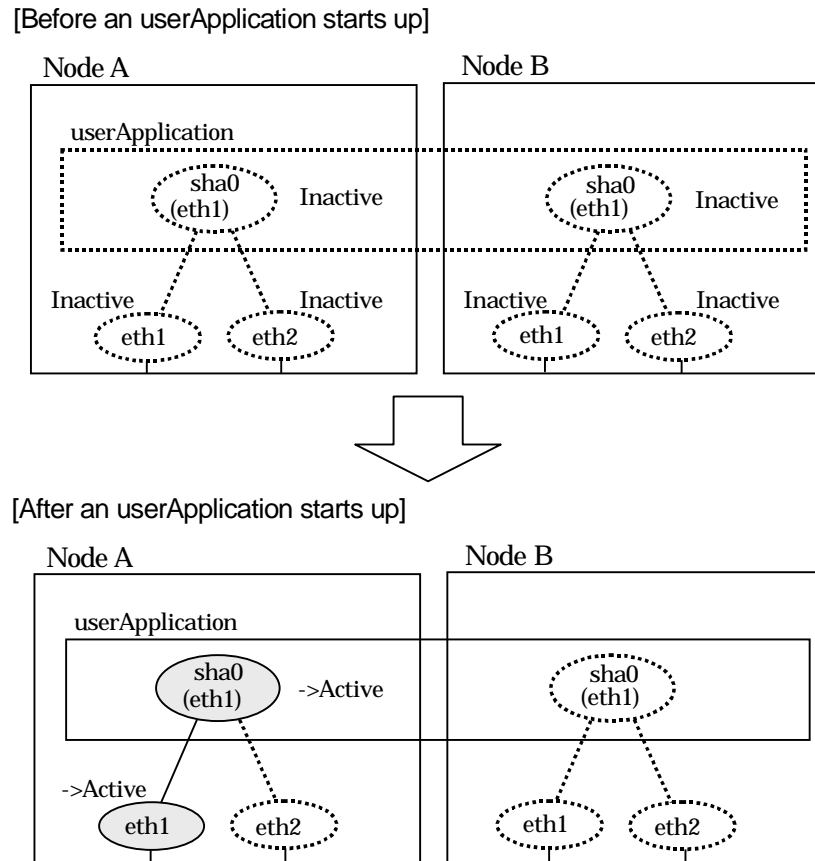 [Before an userApplication starts up]
Node A
Node B
userApplication
sha0
(eth1)
Inactive
sha0
(eth1)
Inactive
Inactive
Inactive
Inactive
Inactive
eth1
eth2
eth1
eth2
[After an userApplication starts up]
Node A
Node B
userApplication
sha0
(eth1)
->Active
sha0
(eth1)
->Active
eth1
eth2
eth1
eth2